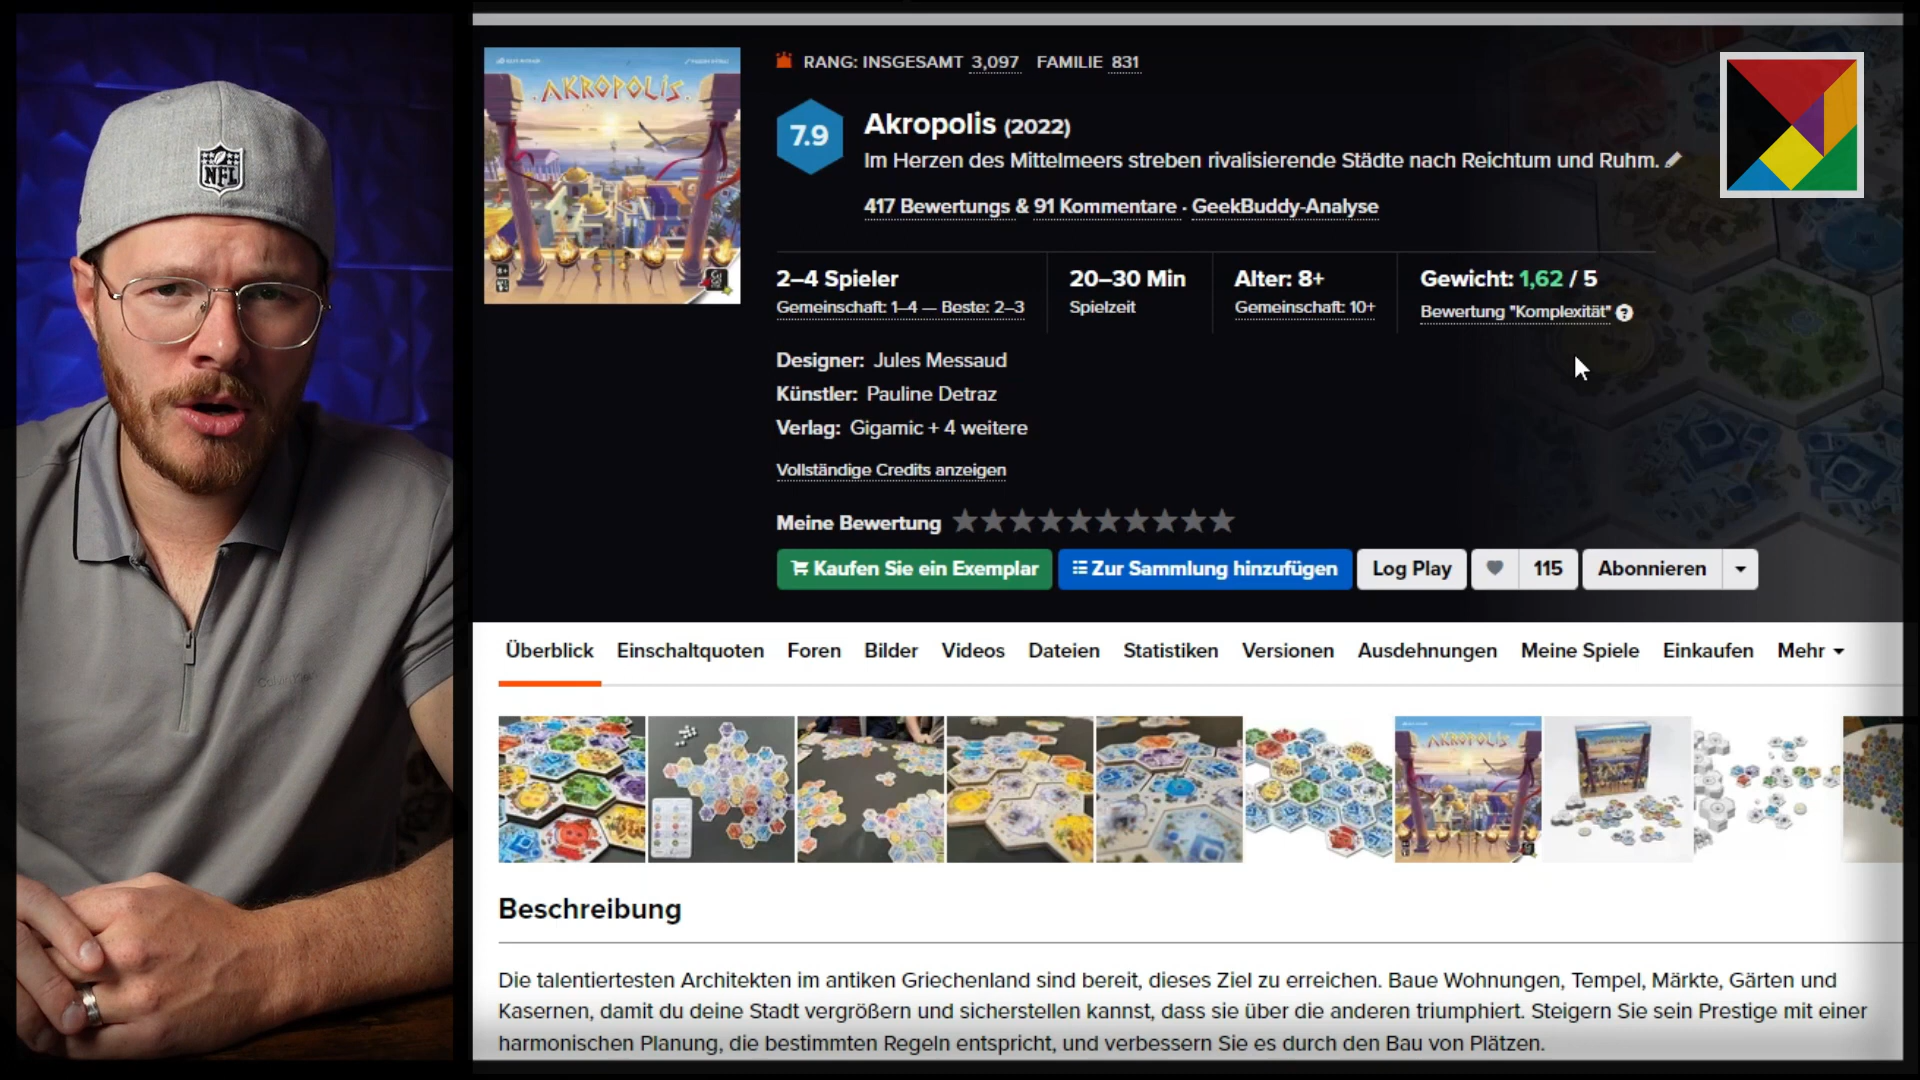 NFL
AKROPOLIS
RANG: INSGESAMT 3,097 FAMILIE 831
7.9
Akropolis (2022)
Im Herzen des Mittelmeers streben rivalisierende Städte nach Reichtum und Ruhm.
417 Bewertungs & 91 Kommentare · GeekBuddy-Analyse
2–4 Spieler
Gemeinschaft: 1–4 — Beste: 2–3
20–30 Min
Spielzeit
Alter: 8+
Gemeinschaft: 10+
Gewicht: 1,62 / 5
Bewertung "Komplexität" ?
Designer: Jules Messaud
Künstler: Pauline Detraz
Verlag: Gigamic + 4 weitere
Vollständige Credits anzeigen
Meine Bewertung
Kaufen Sie ein Exemplar
Zur Sammlung hinzufügen
Log Play
115
Abonnieren
Überblick Einschaltquoten Foren Bilder Videos Dateien Statistiken Versionen Ausdehnungen Meine Spiele Einkaufen Mehr
AKROPOLIS
Beschreibung
Die talentiertesten Architekten im antiken Griechenland sind bereit, dieses Ziel zu erreichen. Baue Wohnungen, Tempel, Märkte, Gärten und
Kasernen, damit du deine Stadt vergrößern und sicherstellen kannst, dass sie über die anderen triumphiert. Steigern Sie sein Prestige mit einer
harmonischen Planung, die bestimmten Regeln entspricht, und verbessern Sie es durch den Bau von Plätzen.